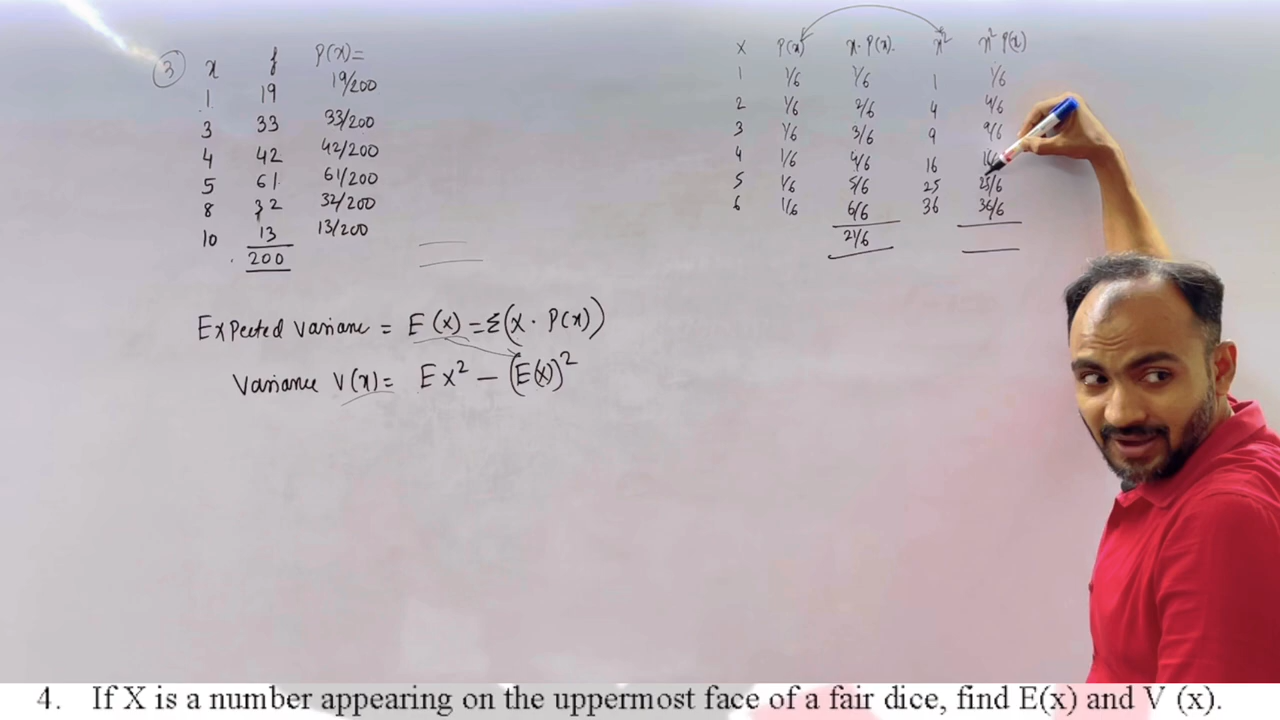 3 x f P(x)=
1 19 19/200
3 33 33/200
4 42 42/200
5 61 61/200
8 32 32/200
10 13 13/200
200
Expected variane = E (x) = Σ(x · P(x))
Variance V(x) = E x² – (E(x))²
X P(x) x· P(x). x² x² P(x)
1 1/6 1/6 1 1/6
2 1/6 2/6 4 4/6
3 1/6 3/6 9 9/6
4 1/6 4/6 16
5 1/6 5/6 25 25/6
6 1/6 6/6 36 36/6
21/6
4. If X is a number appearing on the uppermost face of a fair dice, find E(x) and V (x).